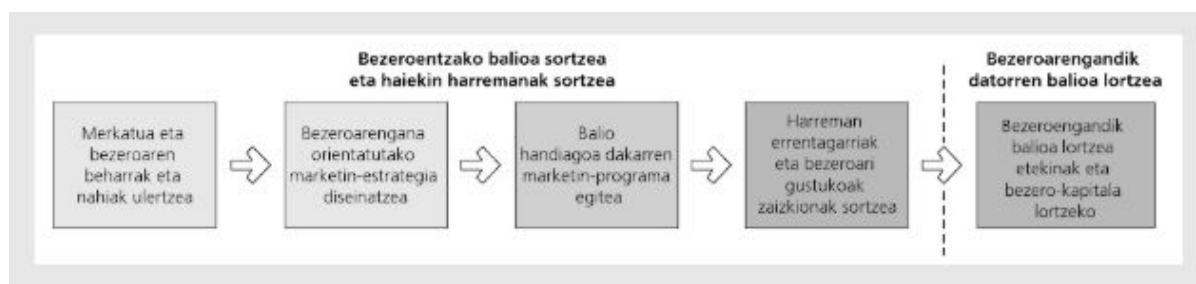 Bezeroentzako balioa sortzea
eta haiekin harremanak sortzea
Bezeroarengandik
datorren balioa lortzea
Merkatua eta
bezeroaren
beharrak eta
nahiak ulertzea
Bezeroarengana
orientatutako
marketin-estrategia
diseinatzea
Balio
handiagoa dakarren
marketin-programa
egitea
Harreman
errentagarriak
eta bezeroari
gustukoak
zaizkionak sortzea
Bezeroengandik
balioa lortzea
etekinak eta
bezero-kapitala
lortzeko